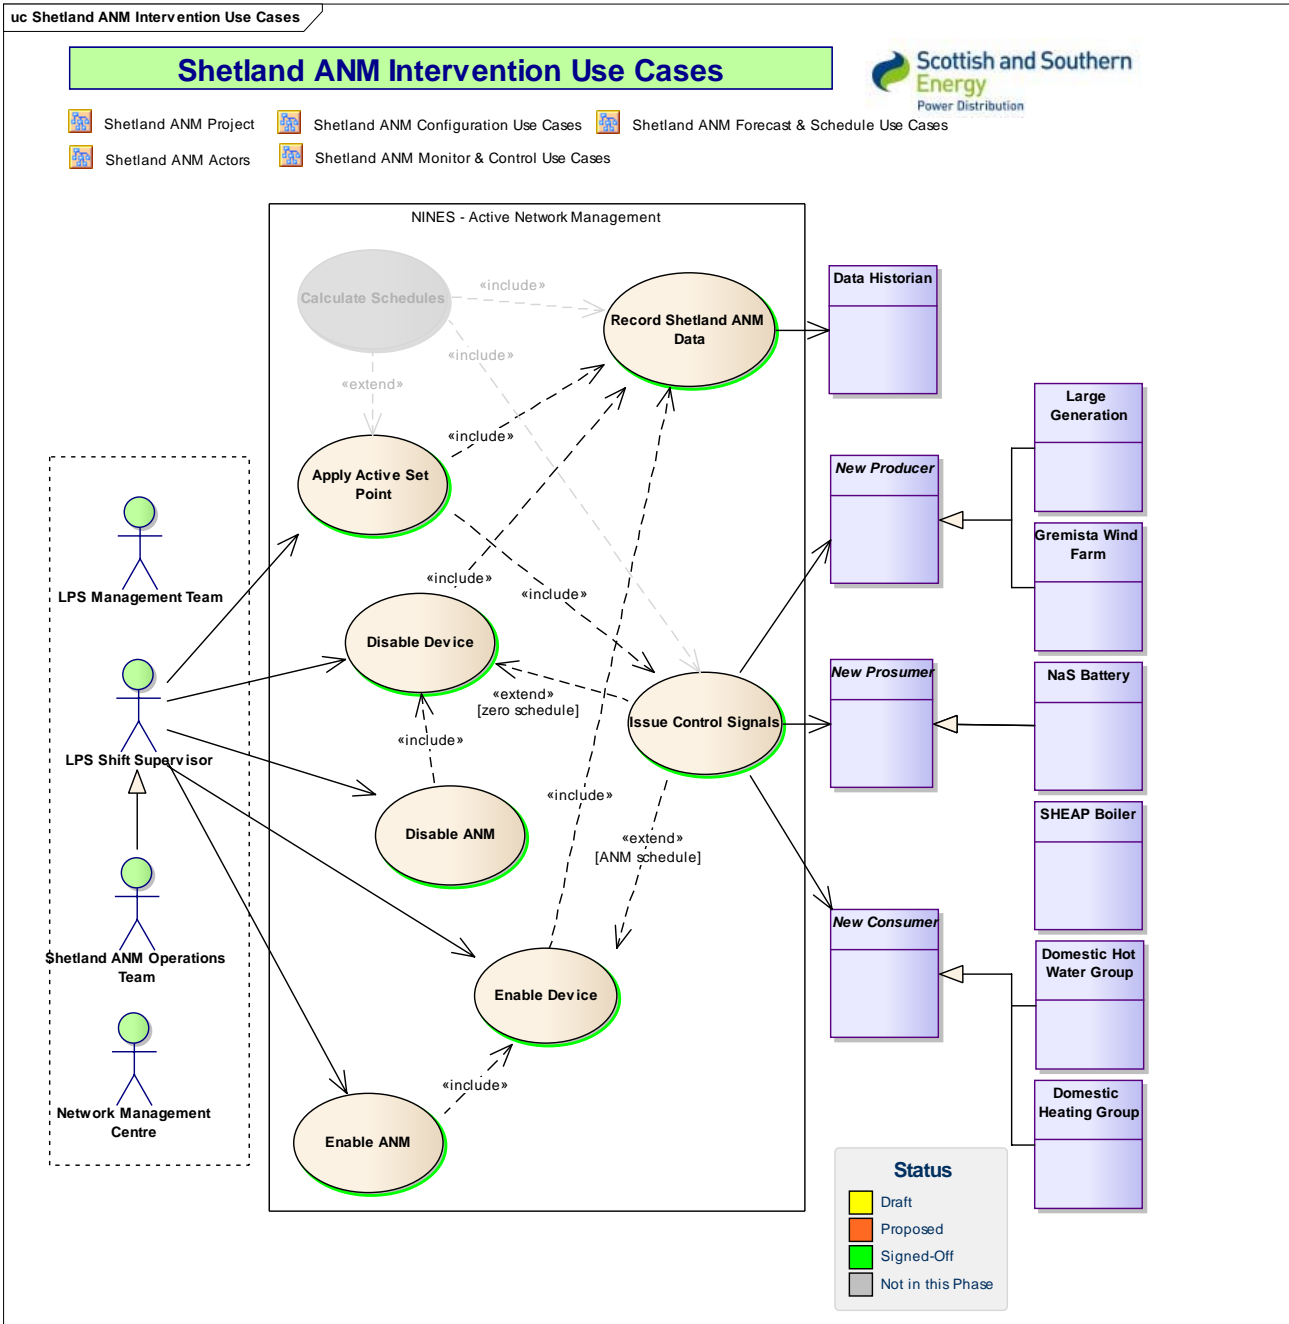 uc Shetland ANM Intervention Use Cases
Shetland ANM Intervention Use Cases
Scottish and Southern
Energy
Power Distribution
Shetland ANM Project
Shetland ANM Configuration Use Cases
Shetland ANM Forecast & Schedule Use Cases
Shetland ANM Actors
Shetland ANM Monitor & Control Use Cases
NINES - Active Network Management
Calculate Schedules
«include»
Record Shetland ANM
Data
Data Historian
«include»
«extend»
Large
Generation
«include»
Apply Active Set
Point
New Producer
LPS Management Team
Gremista Wind
Farm
«include»
«include»
Disable Device
LPS Shift Supervisor
New Prosumer
NaS Battery
«extend»
[zero schedule]
Issue Control Signals
«include»
«include»
Disable ANM
«extend»
[ANM schedule]
SHEAP Boiler
New Consumer
Shetland ANM Operations
Team
Domestic Hot
Water Group
Enable Device
«include»
Network Management
Centre
Enable ANM
Domestic
Heating Group
Status
Draft
Proposed
Signed-Off
Not in this Phase